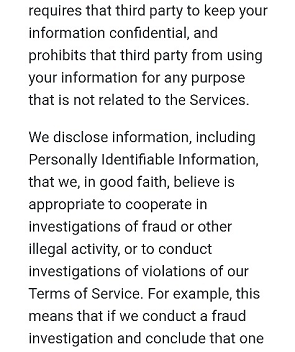 requires that third party to keep your
information confidential, and
prohibits that third party from using
your information for any purpose
that is not related to the Services.
We disclose information, including
Personally Identifiable Information,
that we, in good faith, believe is
appropriate to cooperate in
investigations of fraud or other
illegal activity, or to conduct
investigations of violations of our
Terms of Service. For example, this
means that if we conduct a fraud
investigation and conclude that one